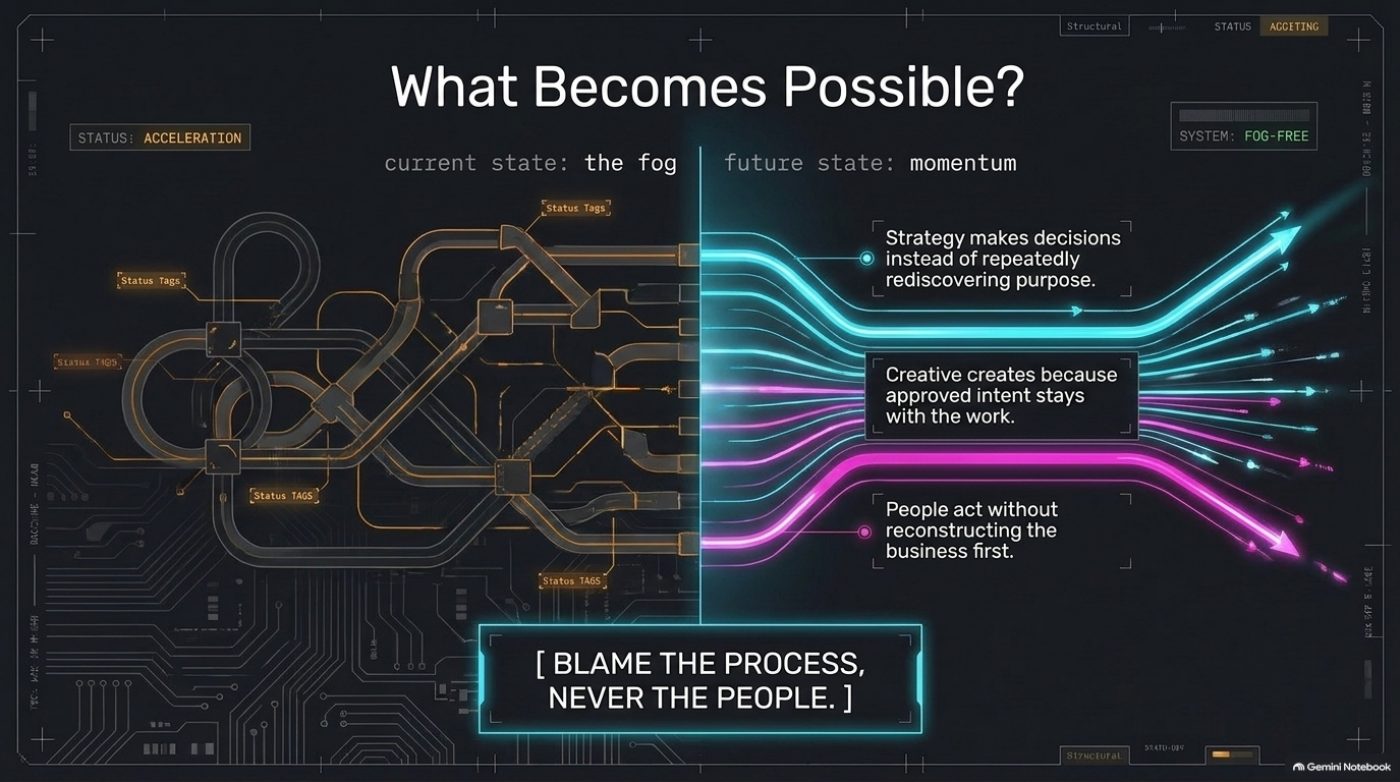 Structural
STATUS AGGETING
What Becomes Possible?
STATUS: ACCELERATION
SYSTEM: FOG-FREE
current state: the fog
future state: momentum
Status Tags
Status Tags
Status TAGS
Status TAGS
Strategy makes decisions
instead of repeatedly
rediscovering purpose.
Creative creates because
approved intent stays
with the work.
People act without
reconstructing the
business first.
[ BLAME THE PROCESS,
NEVER THE PEOPLE. ]
Structural
Gemini Notebook